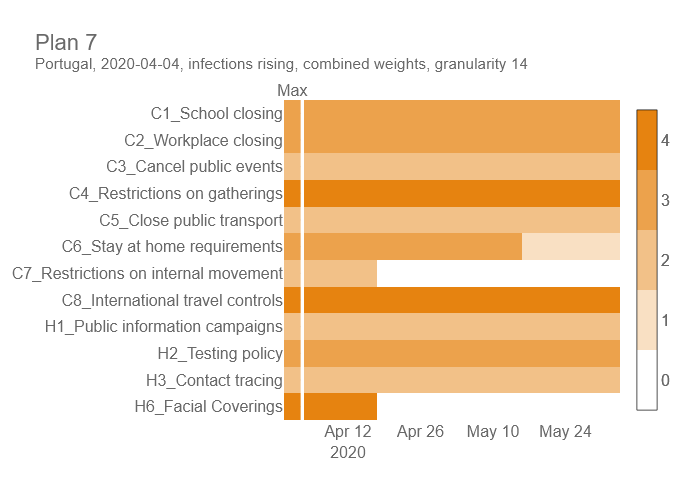 Plan 7
Portugal, 2020-04-04, infections rising, combined weights, granularity 14
Max
C1_School closing
C2_Workplace closing
C3_Cancel public events
C4_Restrictions on gatherings
C5_Close public transport
C6_Stay at home requirements
C7_Restrictions on internal movement
C8_International travel controls
H1_Public information campaigns
H2_Testing policy
H3_Contact tracing
H6_Facial Coverings
Apr 12 Apr 26 May 10 May 24
2020
4
3
2
1
0